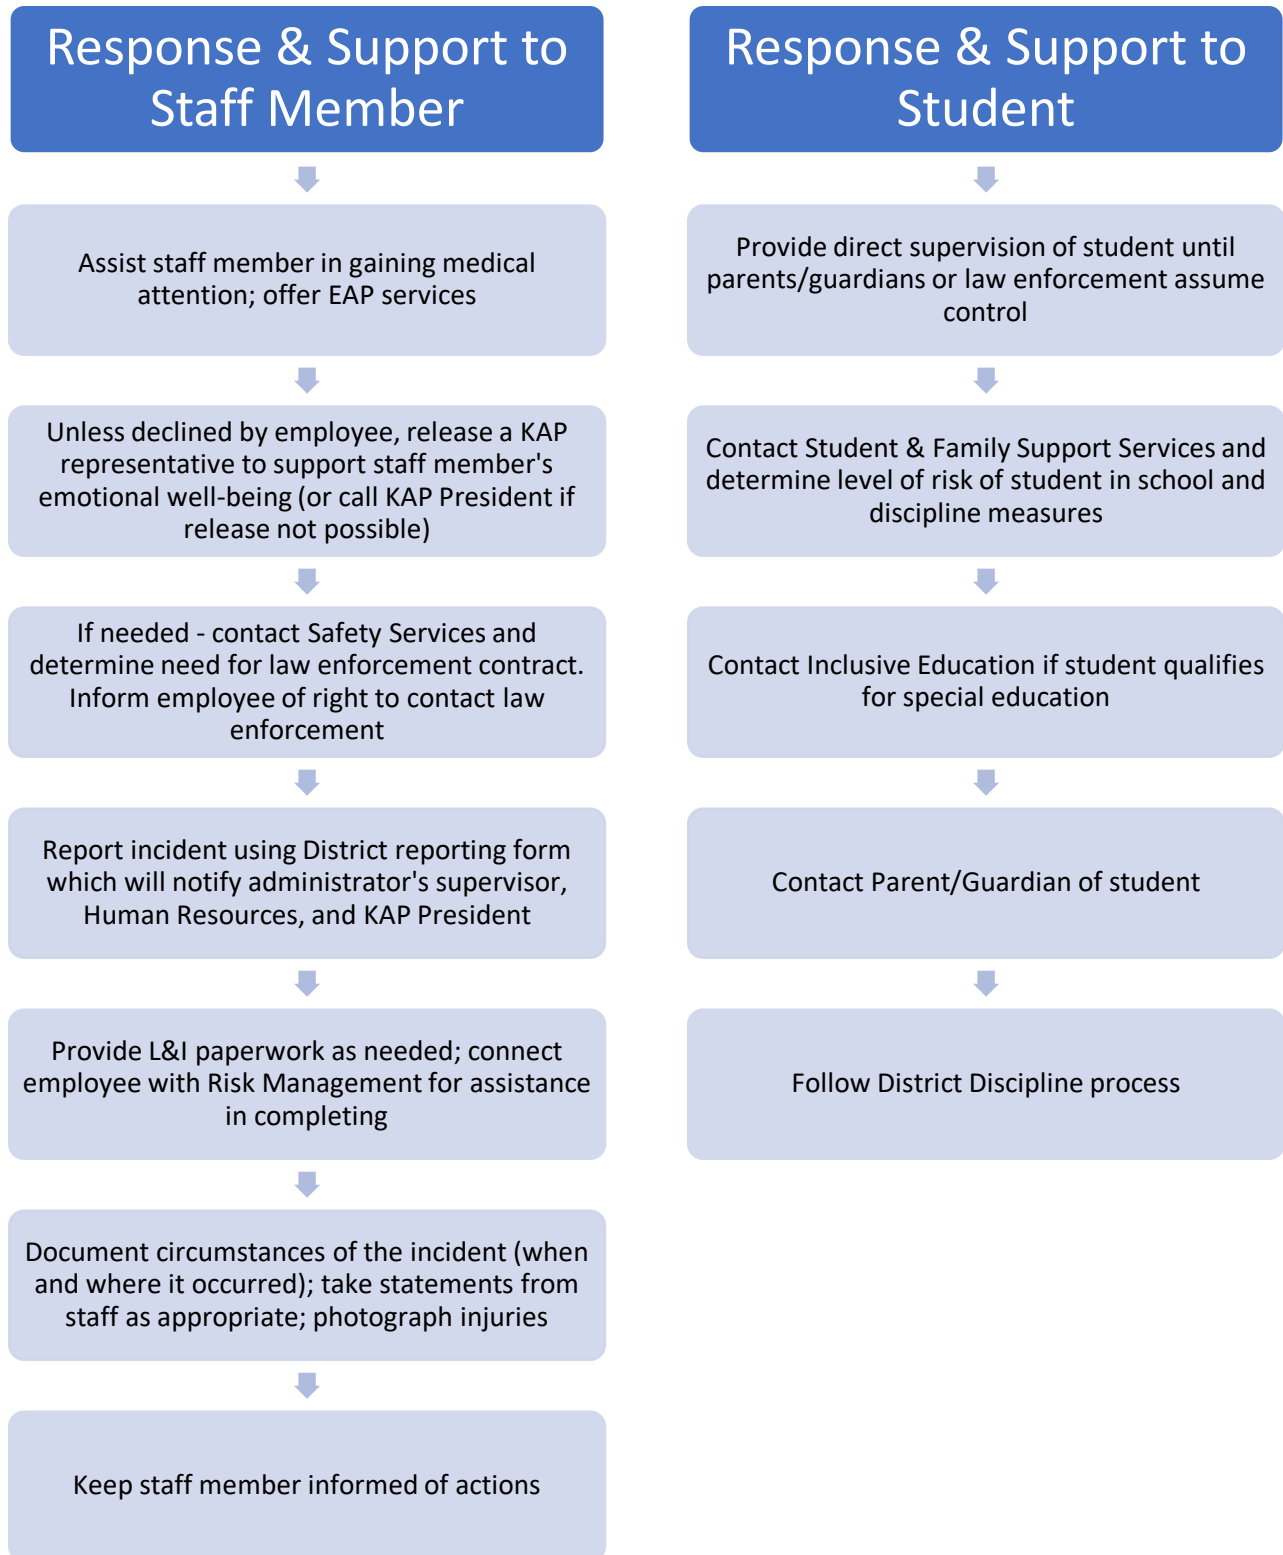 Response & Support to
Staff Member
Assist staff member in gaining medical
attention; offer EAP services
Unless declined by employee, release a KAP
representative to support staff member's
emotional well-being (or call KAP President if
release not possible)
If needed - contact Safety Services and
determine need for law enforcement contract.
Inform employee of right to contact law
enforcement
Report incident using District reporting form
which will notify administrator's supervisor,
Human Resources, and KAP President
Provide L&I paperwork as needed; connect
employee with Risk Management for assistance
in completing
Document circumstances of the incident (when
and where it occurred); take statements from
staff as appropriate; photograph injuries
Keep staff member informed of actions
Response & Support to
Student
Provide direct supervision of student until
parents/guardians or law enforcement assume
control
Contact Student & Family Support Services and
determine level of risk of student in school and
discipline measures
Contact Inclusive Education if student qualifies
for special education
Contact Parent/Guardian of student
Follow District Discipline process